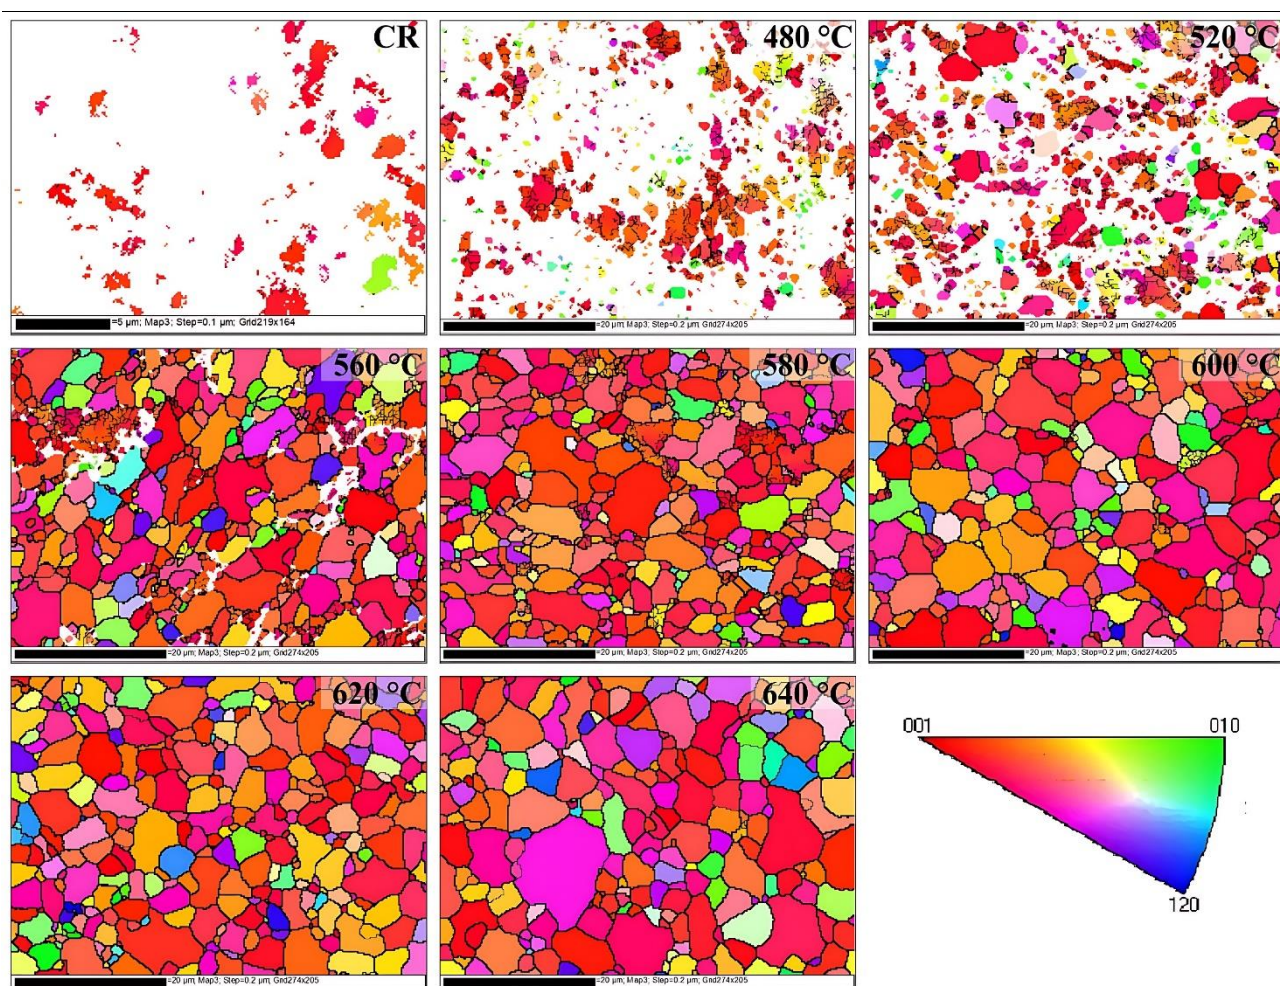 CR
480 °C
520 °C
=5 µm; Map3; Step=0.1 µm; Grid219x164
=20 µm; Map3; Step=0.2 µm; Grid274x205
=20 µm; Map3; Step=0.2 µm; Grid274x205
560 °C
580 °C
600 °C
=20 µm; Map3; Step=0.2 µm; Grid274x205
=20 µm; Map3; Step=0.2 µm; Grid274x205
=20 µm; Map3; Step=0.2 µm; Grid274x205
620 °C
640 °C
001
010
120
=20 µm; Map3; Step=0.2 µm; Grid274x205
=20 µm; Map3; Step=0.2 µm; Grid274x205